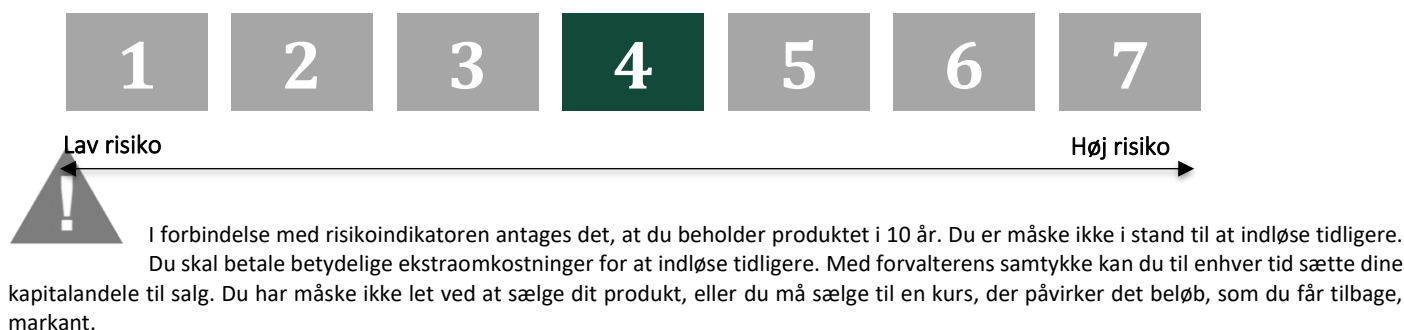 1 2 3 4 5 6 7
Lav risiko Høj risiko
!
I forbindelse med risikoindikatoren antages det, at du beholder produktet i 10 år. Du er måske ikke i stand til at indløse tidligere.
Du skal betale betydelige ekstraomkostninger for at indløse tidligere. Med forvalterens samtykke kan du til enhver tid sætte dine
kapitalandele til salg. Du har måske ikke let ved at sælge dit produkt, eller du må sælge til en kurs, der påvirker det beløb, som du får tilbage,
markant.